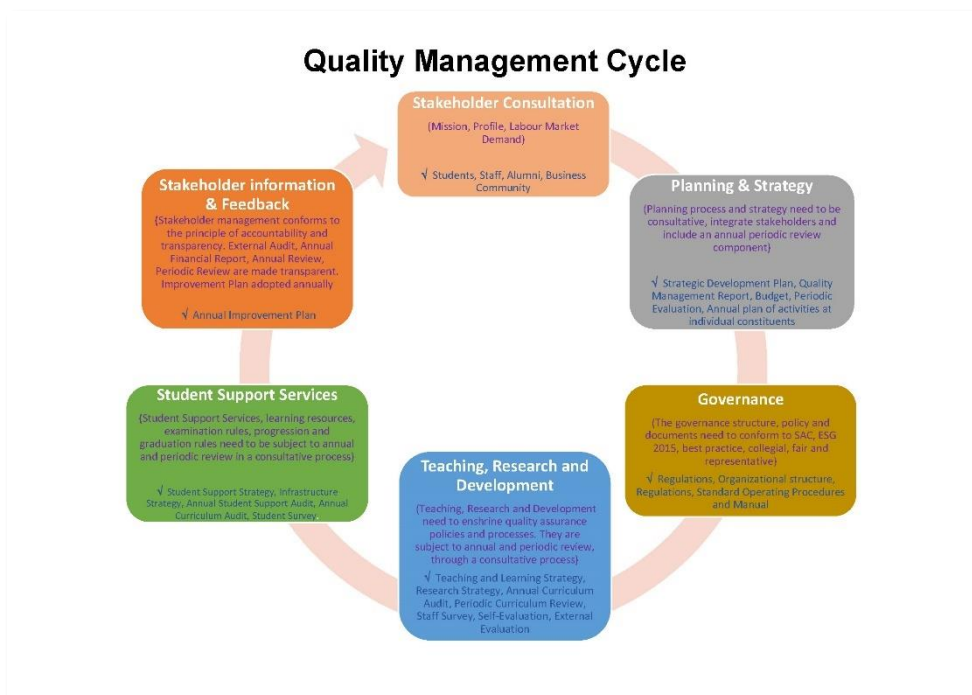 Quality Management Cycle
Stakeholder Consultation
{Mission, Profile, Labour Market
Demand}
√ Students, Staff, Alumni, Business
Community
Planning & Strategy
{Planning process and strategy need to be
consultative, integrate stakeholders and
include an annual periodic review
component}
√ Strategic Development Plan, Quality
Management Report, Budget, Periodic
Evaluation, Annual plan of activities at
individual constituents
Governance
{The governance structure, policy and
documents need to conform to SAC, ESG
2015, best practice, collegial, fair and
representative}
√ Regulations, Organizational structure,
Regulations, Standard Operating Procedures
and Manual
Teaching, Research and
Development
{Teaching, Research and Development
need to enshrine quality assurance
policies and processes. They are
subject to annual and periodic review,
through a consultative process}
√ Teaching and Learning Strategy,
Research Strategy, Annual Curriculum
Audit, Periodic Curriculum Review,
Staff Survey, Self-Evaluation, External
Evaluation
Student Support Services
{Student Support Services, learning resources,
examination rules, progression and
graduation rules need to be subject to annual
and periodic review in a consultative process}
√ Student Support Strategy, Infrastructure
Strategy, Annual Student Support Audit, Annual
Curriculum Audit, Student Survey.
Stakeholder information
& Feedback
{Stakeholder management conforms to
the principle of accountability and
transparency. External Audit, Annual
Financial Report, Annual Review,
Periodic Review are made transparent.
Improvement Plan adopted annually
√ Annual Improvement Plan